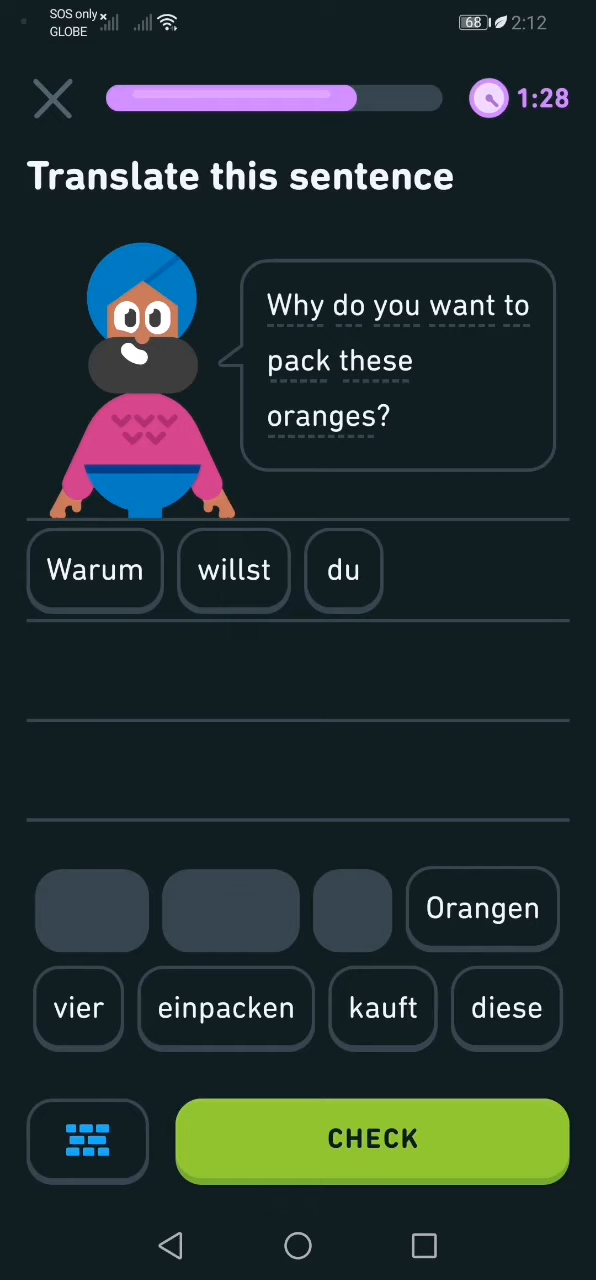 SOS only
GLOBE
68
2:12
1:28
Translate this sentence
Why do you want to
pack these
oranges?
Warum willst du
Orangen
vier einpacken kauft diese
CHECK